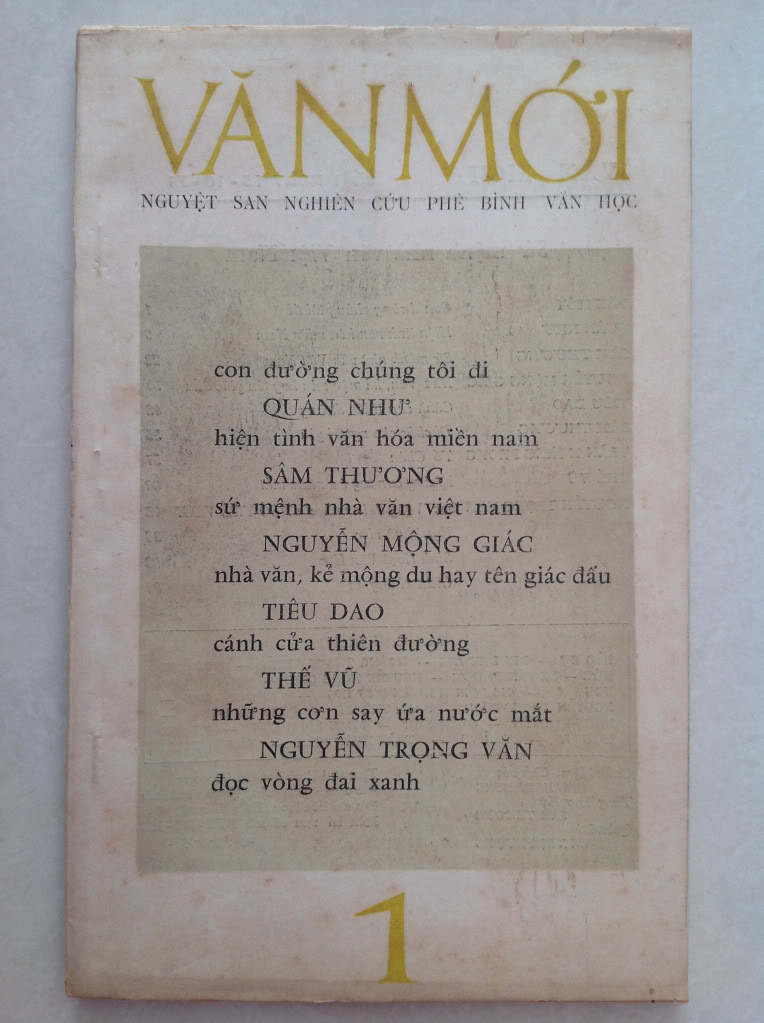 VĂN MỚI
NGUYỆT SAN NGHIÊN CỨU PHÊ BÌNH VĂN HỌC
con đường chúng tôi đi
QUÁN NHƯ
hiện tình văn hóa miền nam
SÂM THƯƠNG
sứ mệnh nhà văn việt nam
NGUYỄN MỘNG GIÁC
nhà văn, kẻ mộng du hay tên giác đấu
TIÊU DAO
cánh cửa thiên đường
THẾ VŨ
những cơn say ứa nước mắt
NGUYỄN TRỌNG VĂN
đọc vòng đai xanh
1